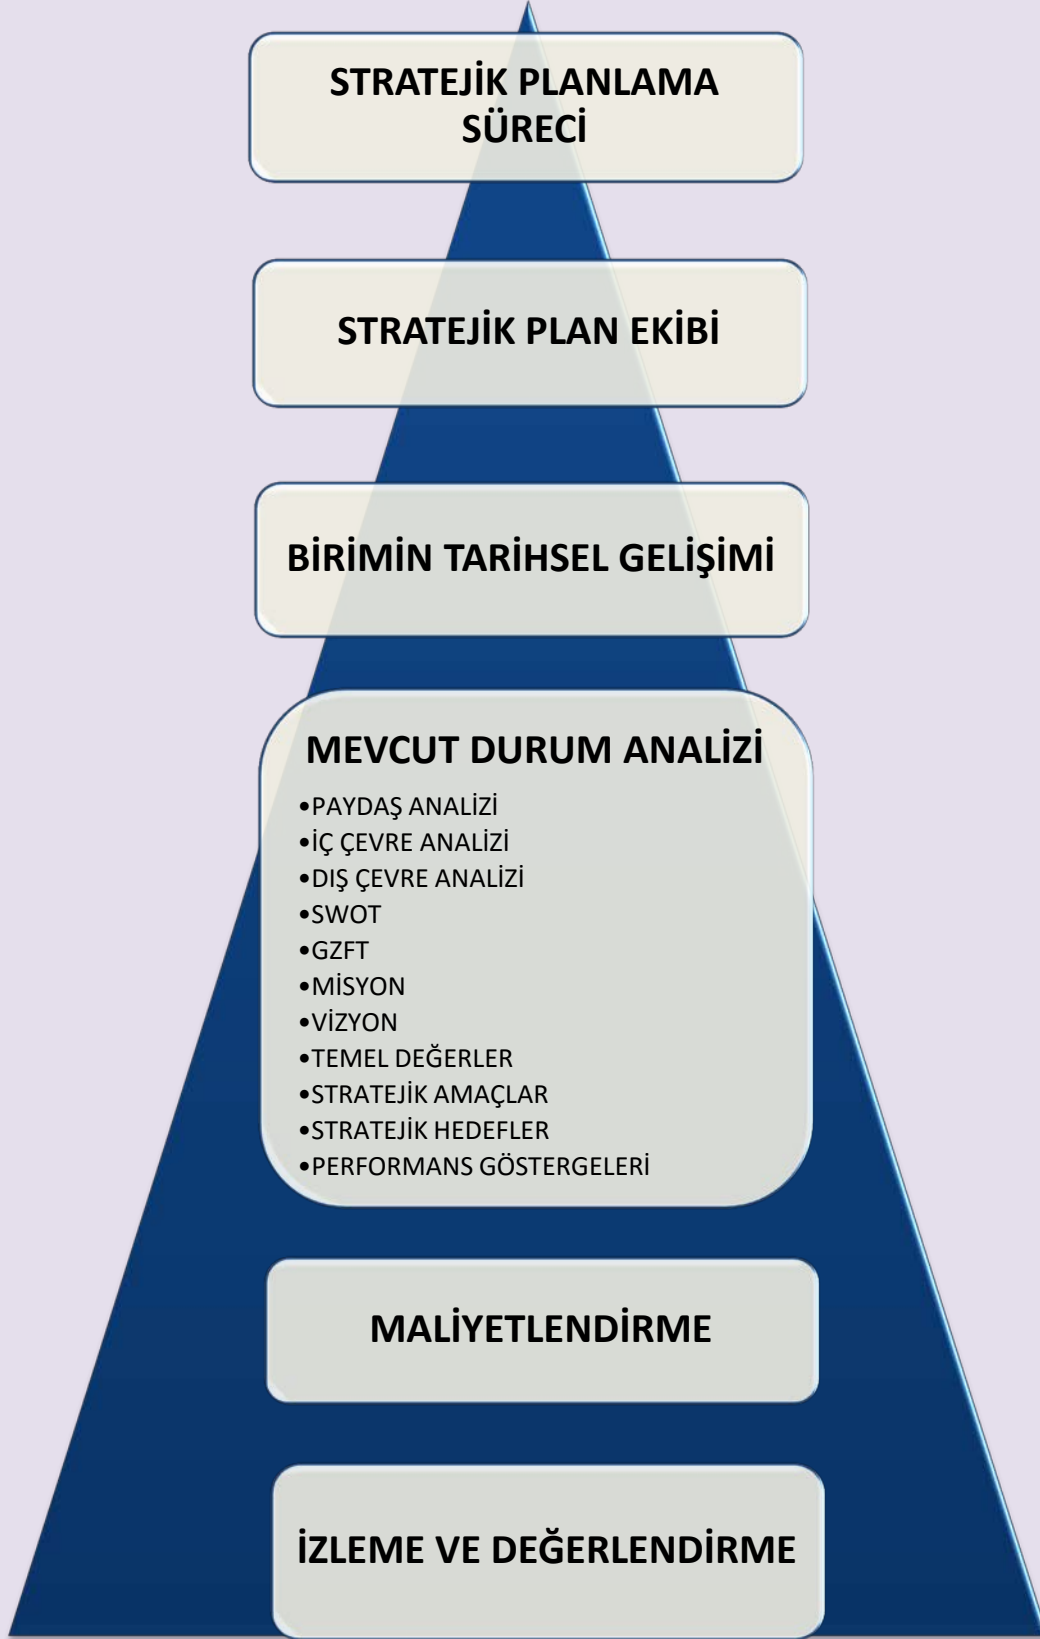 STRATEJİK PLANLAMA
SÜRECİ
STRATEJİK PLAN EKİBİ
BİRİMİN TARİHSEL GELİŞİMİ
MEVCUT DURUM ANALİZİ
•PAYDAŞ ANALİZİ
•İÇ ÇEVRE ANALİZİ
•DIŞ ÇEVRE ANALİZİ
•SWOT
•GZFT
•MİSYON
•VİZYON
•TEMEL DEĞERLER
•STRATEJİK AMAÇLAR
•STRATEJİK HEDEFLER
•PERFORMANS GÖSTERGELERİ
MALİYETLENDİRME
İZLEME VE DEĞERLENDİRME